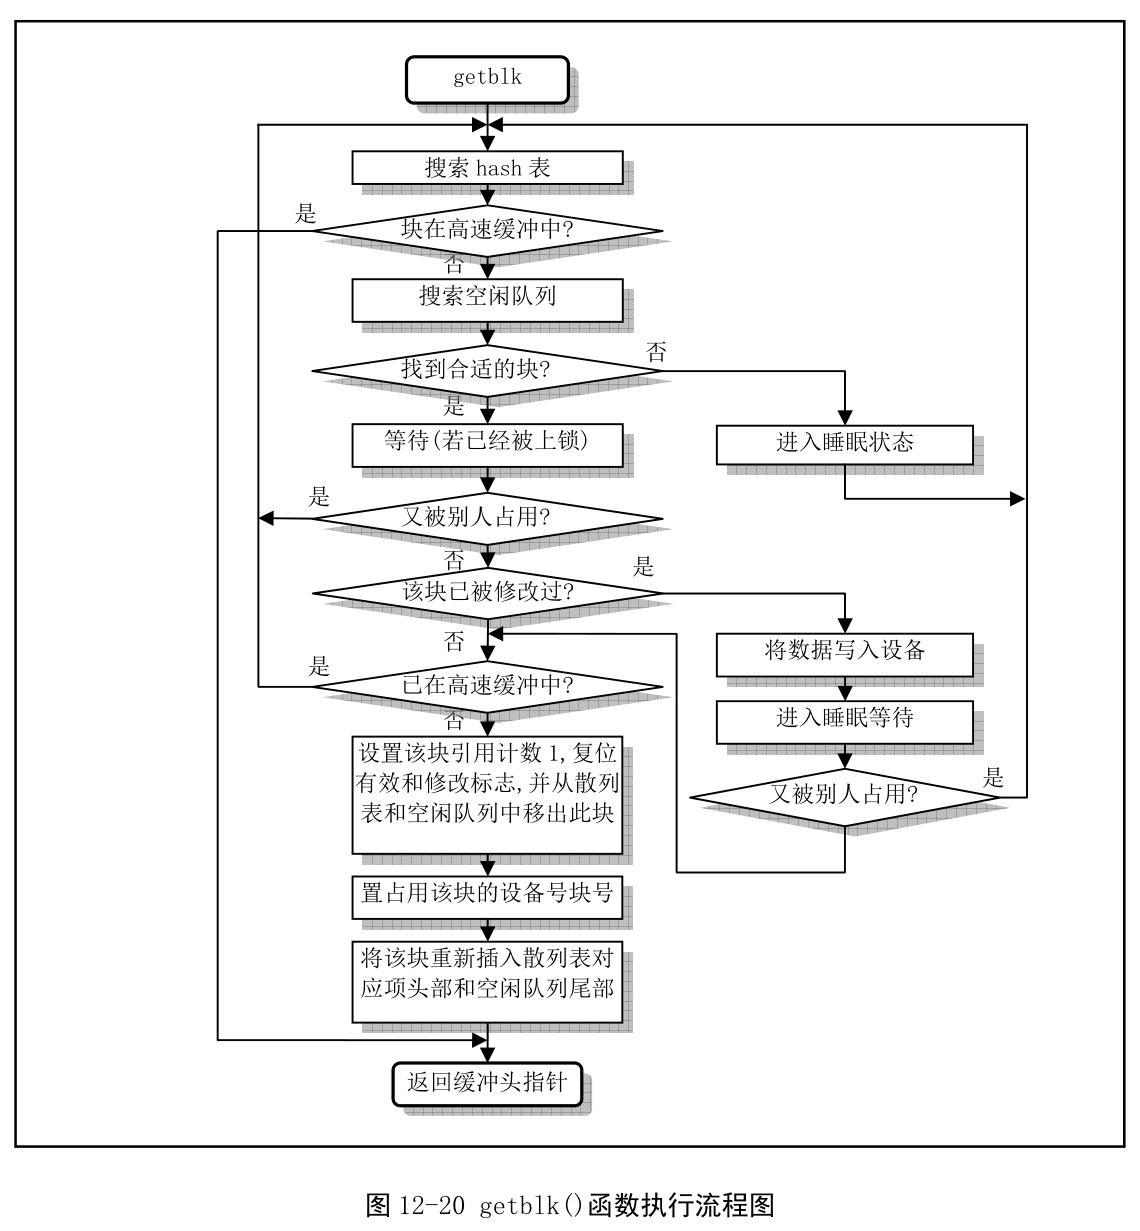 getblk
搜索 hash 表
是
块在高速缓冲中?
否
搜索空闲队列
找到合适的块?
否
是
等待(若已经被上锁)
进入睡眠状态
是
又被别人占用?
否
是
该块已被修改过?
否
将数据写入设备
是
已在高速缓冲中?
否
进入睡眠等待
设置该块引用计数 1,复位
有效和修改标志,并从散列
表和空闲队列中移出此块
是
又被别人占用?
置占用该块的设备号块号
将该块重新插入散列表对
应项头部和空闲队列尾部
返回缓冲头指针
图 12-20 getblk()函数执行流程图